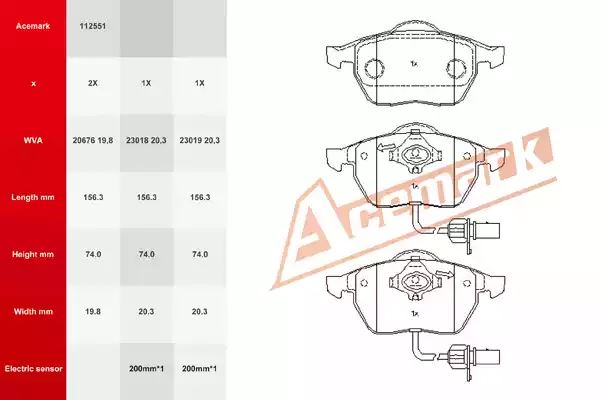 Acemark 112551
x 2X 1X 1X
WVA 20676 19,8 23018 20,3 23019 20,3
Length mm 156.3 156.3 156.3
Height mm 74.0 74.0 74.0
Width mm 19.8 20.3 20.3
Electric sensor 200mm*1 200mm*1
1x
1x
1x
Acemark